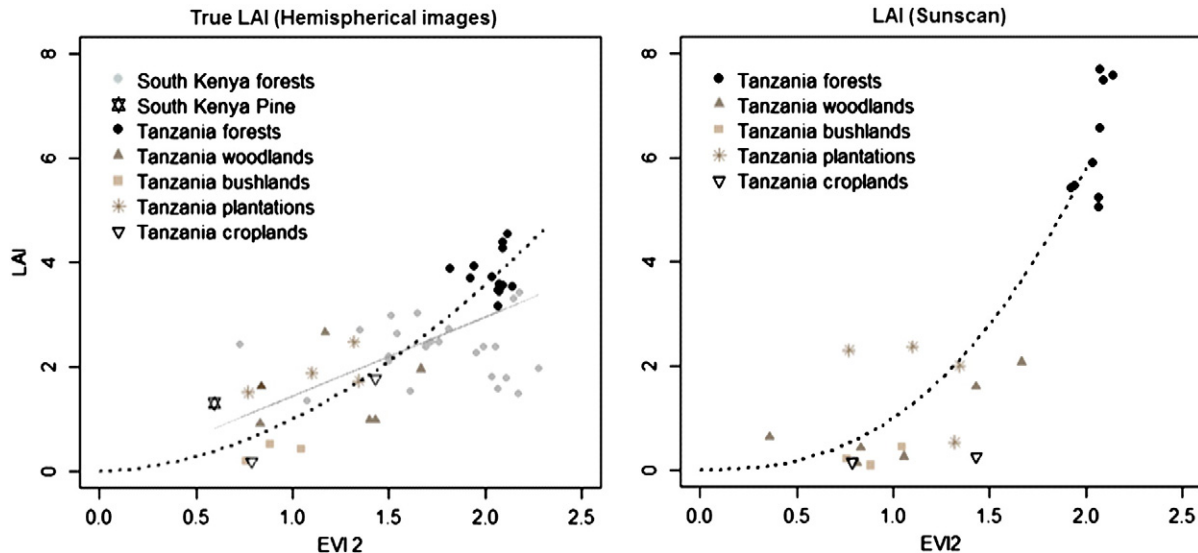 True LAI (Hemispherical images)
8
6
4
2
0
LAI
South Kenya forests
South Kenya Pine
Tanzania forests
Tanzania woodlands
Tanzania bushlands
Tanzania plantations
Tanzania croplands
0.0 0.5 1.0 1.5 2.0 2.5
EVI 2
LAI (Sunscan)
8
6
4
2
0
Tanzania forests
Tanzania woodlands
Tanzania bushlands
Tanzania plantations
Tanzania croplands
0.0 0.5 1.0 1.5 2.0 2.5
EVI2